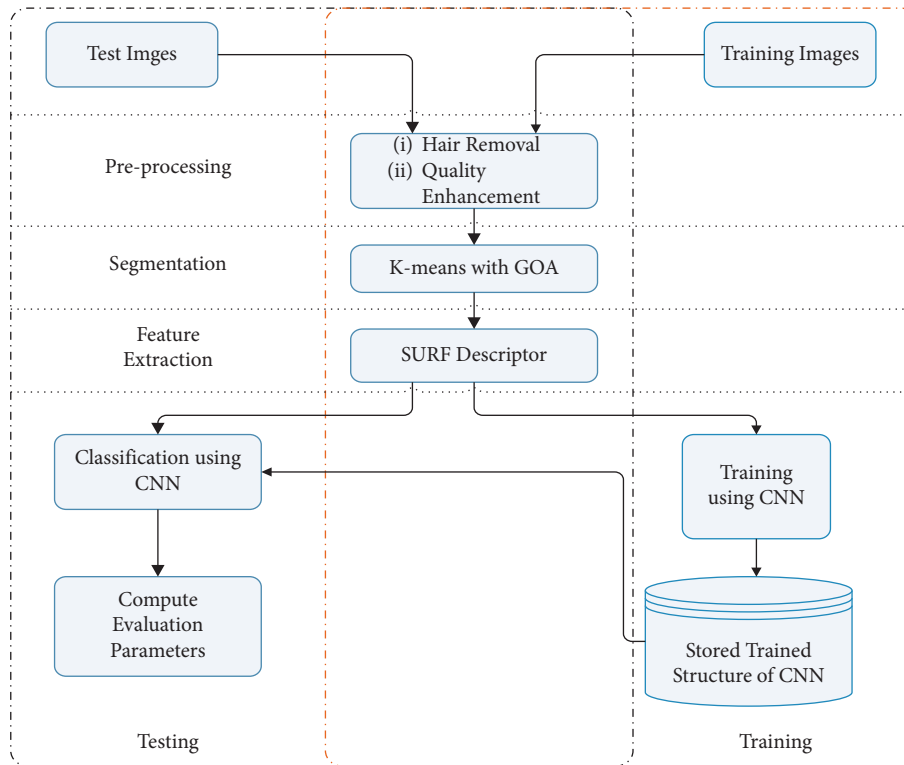 Test Imges
Training Images
Pre-processing
(i) Hair Removal
(ii) Quality
Enhancement
Segmentation
K-means with GOA
Feature
Extraction
SURF Descriptor
Classification using
CNN
Training
using CNN
Compute
Evaluation
Parameters
Stored Trained
Structure of CNN
Testing
Training